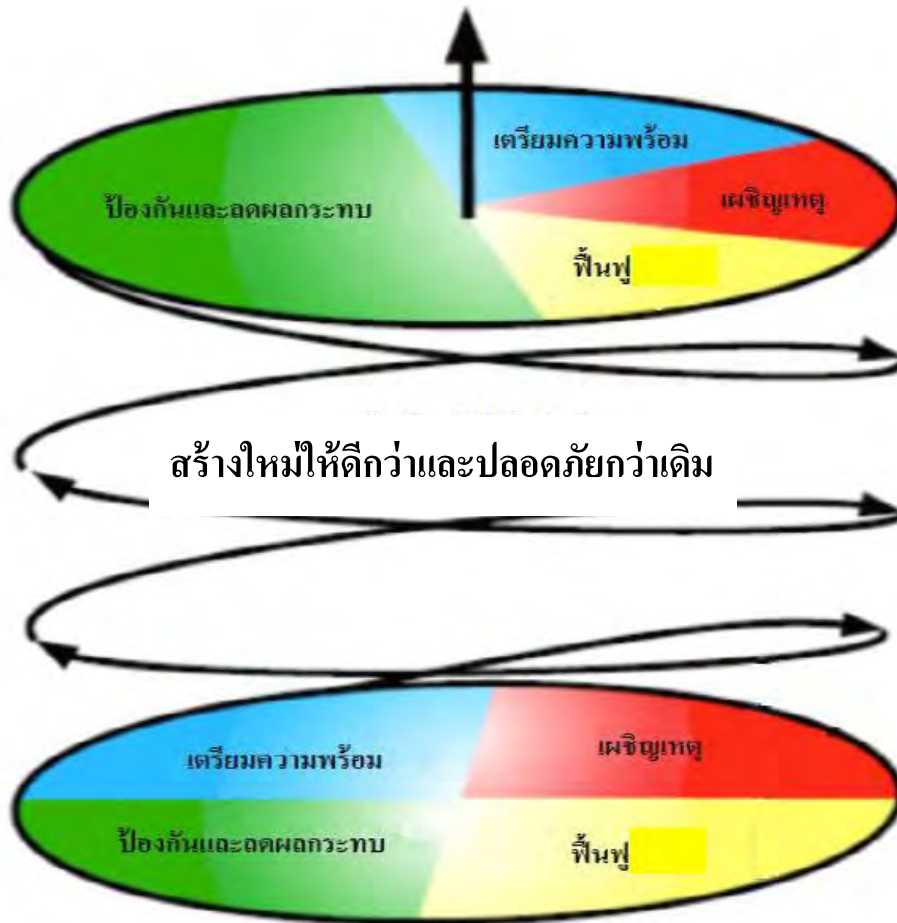 เตรียมความพร้อม
ป้องกันและลดผลกระทบ
เผชิญเหตุ
ฟื้นฟู
สร้างใหม่ให้ดีกว่าและปลอดภัยกว่าเดิม
เตรียมความพร้อม
เผชิญเหตุ
ป้องกันและลดผลกระทบ
ฟื้นฟู